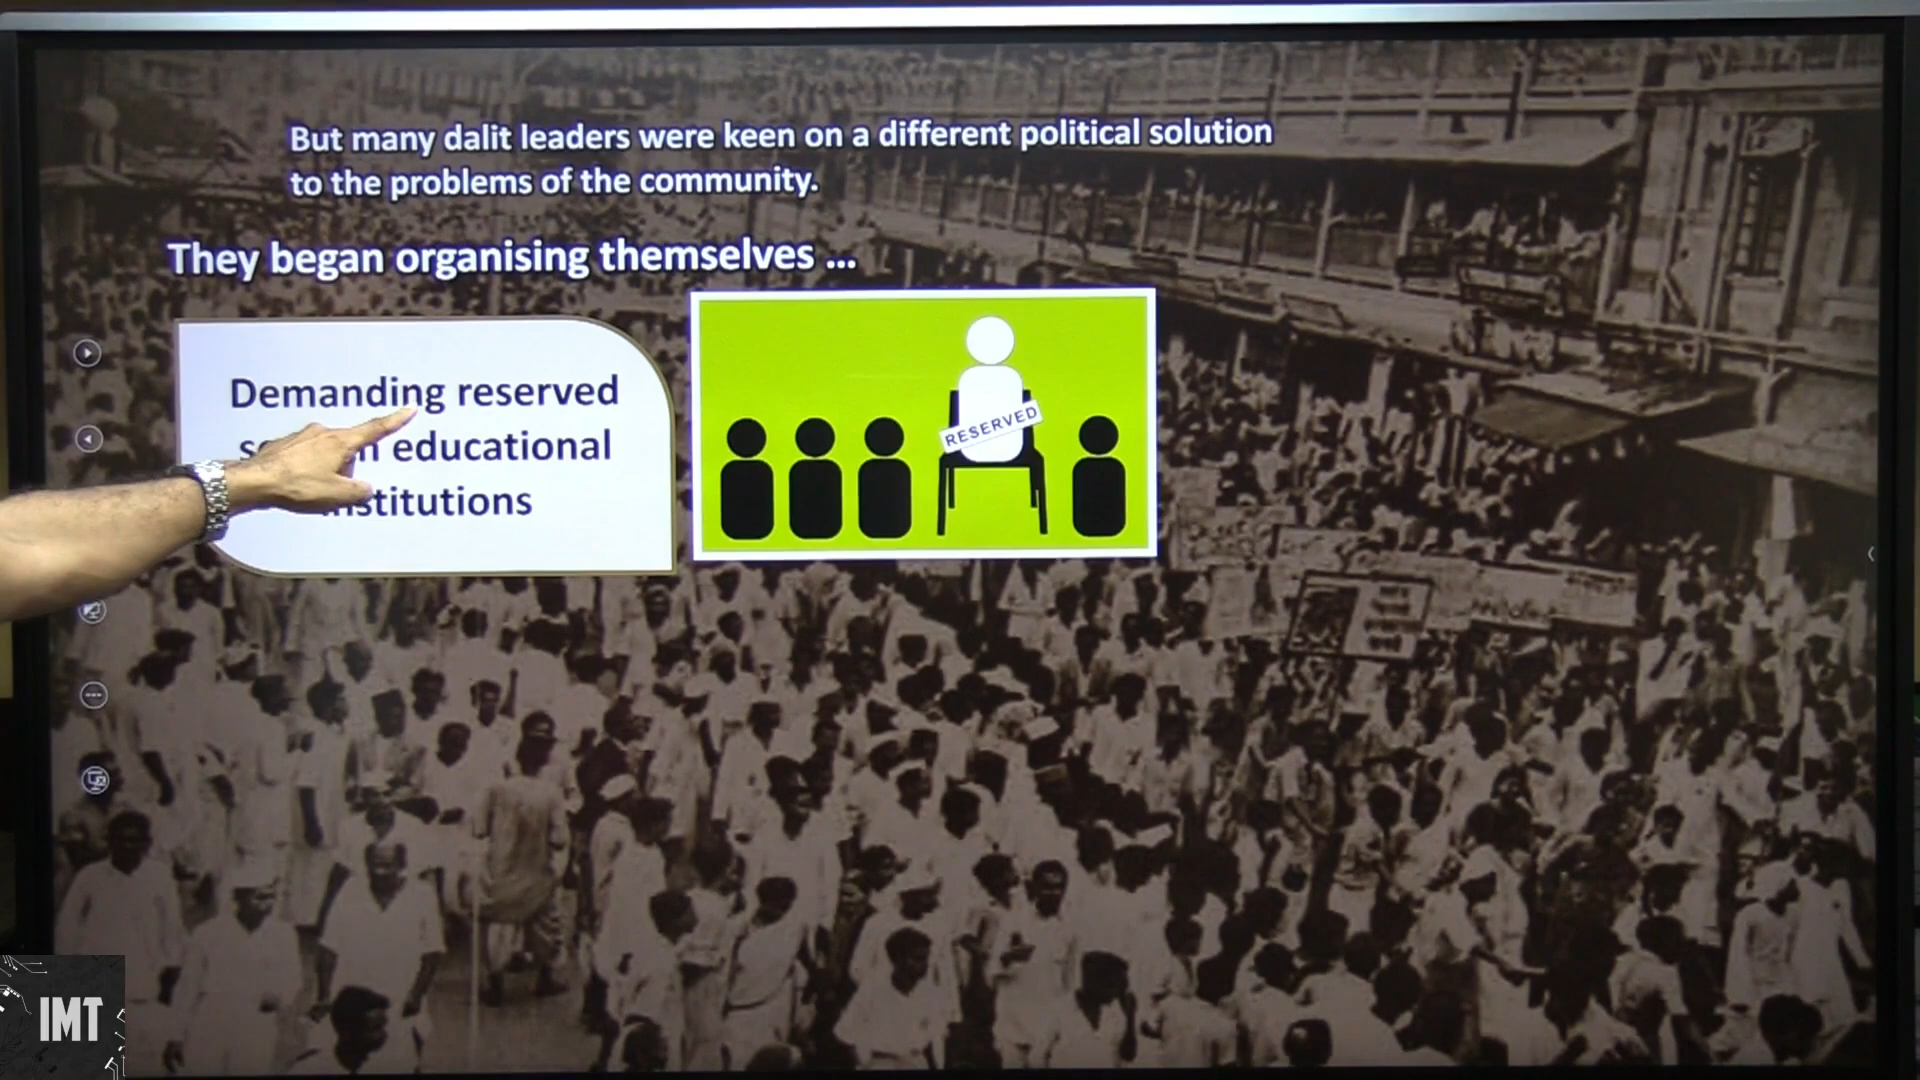 But many dalit leaders were keen on a different political solution
to the problems of the community.
They began organising themselves ...
Demanding reserved
educational
RESERVED
IMT